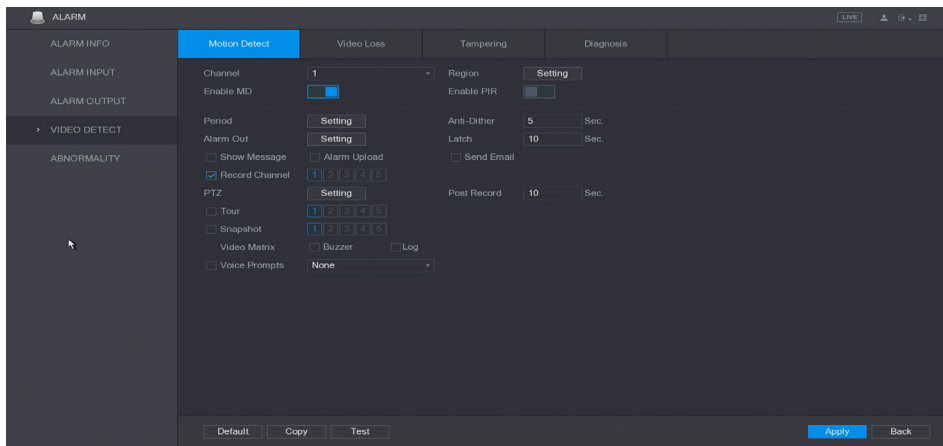 ALARM LIVE
ALARM INFO
ALARM INPUT
ALARM OUTPUT
VIDEO DETECT
ABNORMALITY
Motion Detect Video Loss Tampering Diagnosis
Channel 1 Region Setting
Enable MD Enable PIR
Period Setting Anti-Dither 5 Sec.
Alarm Out Setting Latch 10 Sec.
Show Message Alarm Upload Send Email
Record Channel 1 2 3 4 5
PTZ Setting Post Record 10 Sec.
Tour 1 2 3 4 5
Snapshot 1 2 3 4 5
Video Matrix Buzzer Log
Voice Prompts None
Default Copy Test Apply Back